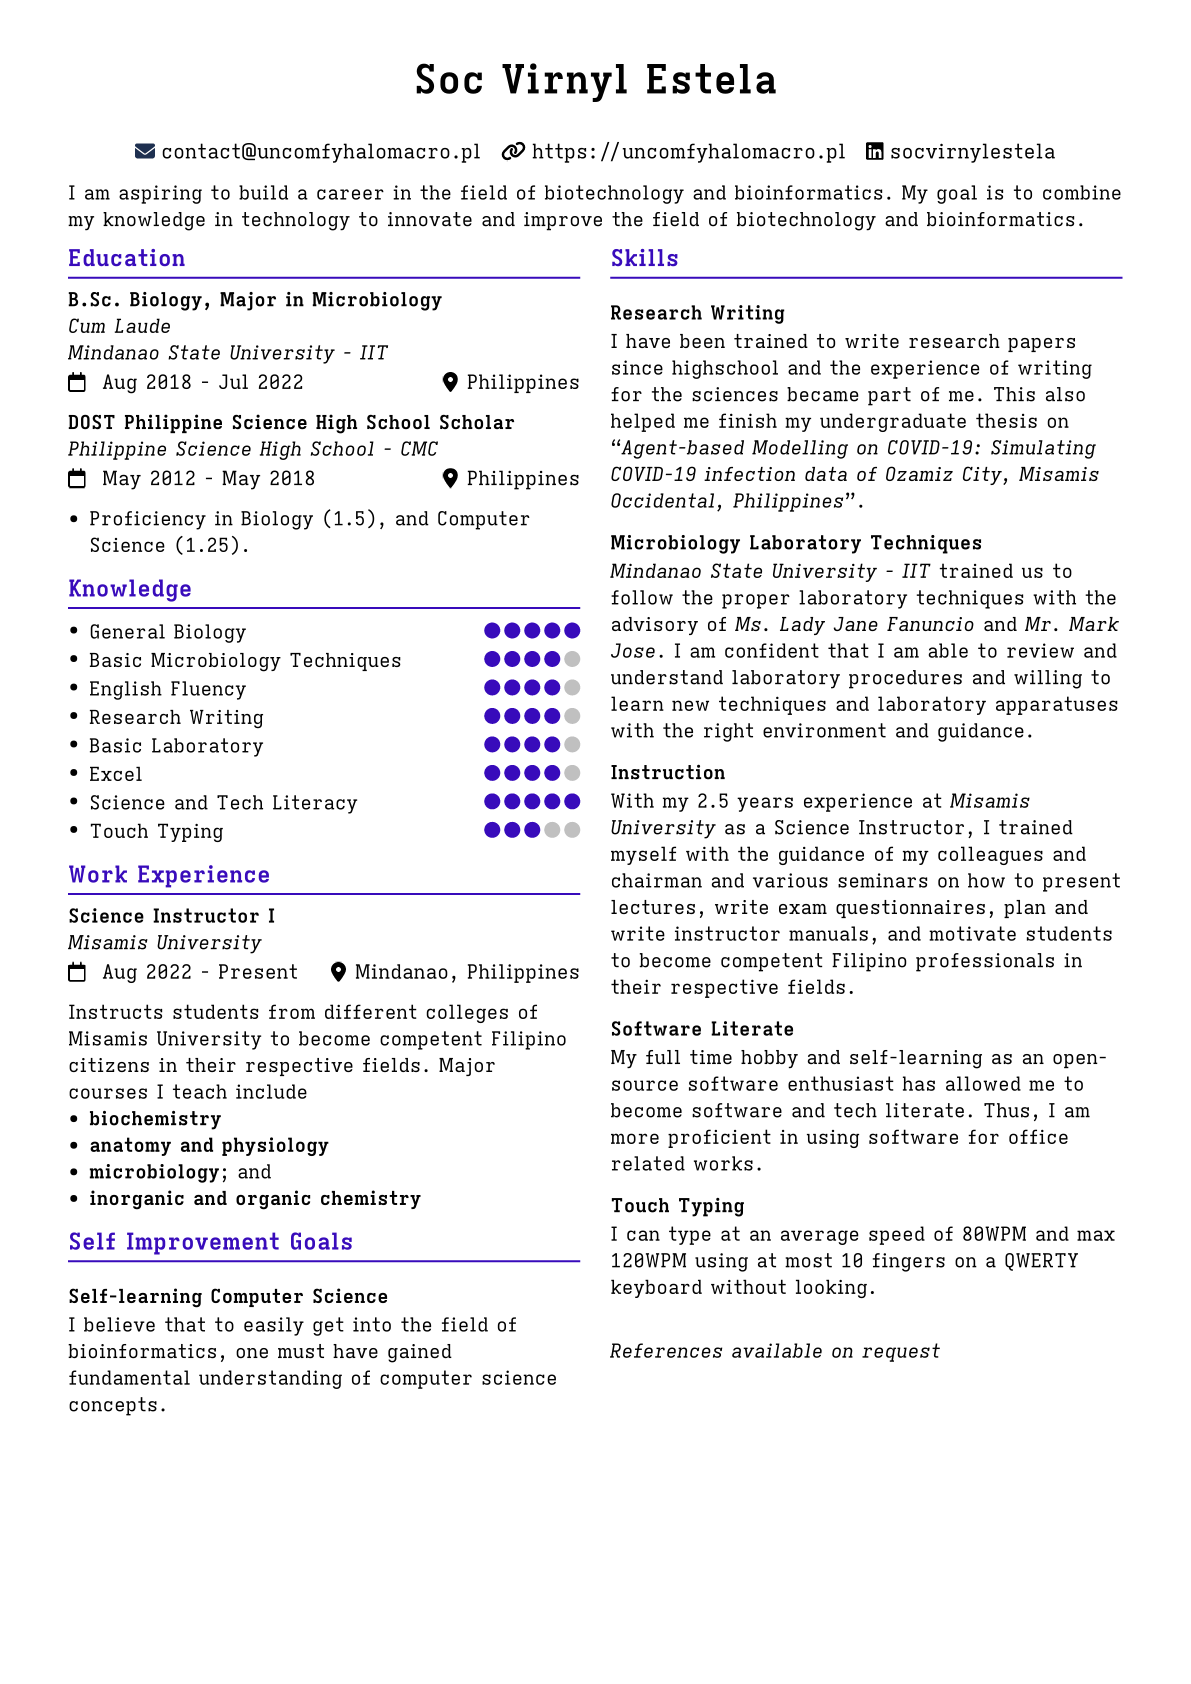 Soc Virnyl Estela
contact@uncomfyhalomacro.pl https://uncomfyhalomacro.pl socvirnylestela
I am aspiring to build a career in the field of biotechnology and bioinformatics. My goal is to combine
my knowledge in technology to innovate and improve the field of biotechnology and bioinformatics.
Education
B.Sc. Biology, Major in Microbiology
Cum Laude
Mindanao State University - IIT
Aug 2018 - Jul 2022 Philippines
DOST Philippine Science High School Scholar
Philippine Science High School - CMC
May 2012 - May 2018 Philippines
• Proficiency in Biology (1.5), and Computer
Science (1.25).
Knowledge
• General Biology
• Basic Microbiology Techniques
• English Fluency
• Research Writing
• Basic Laboratory
• Excel
• Science and Tech Literacy
• Touch Typing
Work Experience
Science Instructor I
Misamis University
Aug 2022 - Present Mindanao, Philippines
Instructs students from different colleges of
Misamis University to become competent Filipino
citizens in their respective fields. Major
courses I teach include
• biochemistry
• anatomy and physiology
• microbiology; and
• inorganic and organic chemistry
Self Improvement Goals
Self-learning Computer Science
I believe that to easily get into the field of
bioinformatics, one must have gained
fundamental understanding of computer science
concepts.
Skills
Research Writing
I have been trained to write research papers
since highschool and the experience of writing
for the sciences became part of me. This also
helped me finish my undergraduate thesis on
“Agent-based Modelling on COVID-19: Simulating
COVID-19 infection data of Ozamiz City, Misamis
Occidental, Philippines”.
Microbiology Laboratory Techniques
Mindanao State University - IIT trained us to
follow the proper laboratory techniques with the
advisory of Ms. Lady Jane Fanuncio and Mr. Mark
Jose. I am confident that I am able to review and
understand laboratory procedures and willing to
learn new techniques and laboratory apparatuses
with the right environment and guidance.
Instruction
With my 2.5 years experience at Misamis
University as a Science Instructor, I trained
myself with the guidance of my colleagues and
chairman and various seminars on how to present
lectures, write exam questionnaires, plan and
write instructor manuals, and motivate students
to become competent Filipino professionals in
their respective fields.
Software Literate
My full time hobby and self-learning as an open-
source software enthusiast has allowed me to
become software and tech literate. Thus, I am
more proficient in using software for office
related works.
Touch Typing
I can type at an average speed of 80WPM and max
120WPM using at most 10 fingers on a QWERTY
keyboard without looking.
References available on request